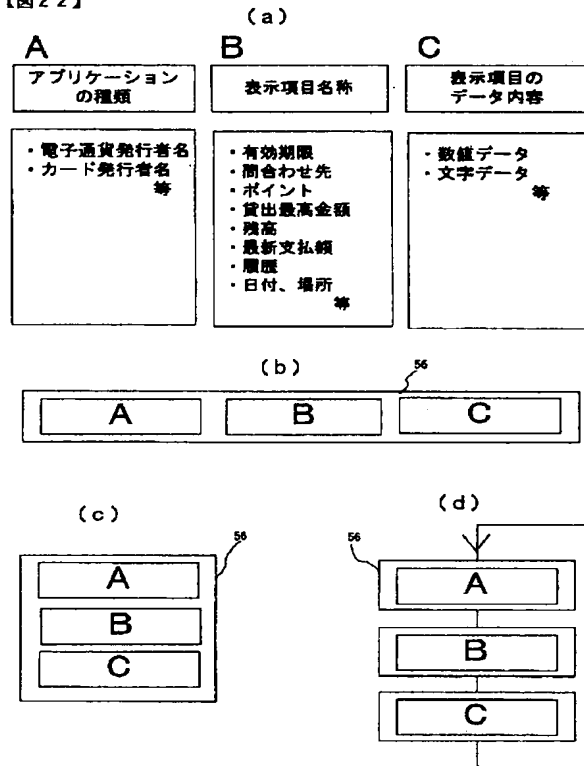 【図22】
(a)
A
アプリケーション
の種類
・電子通貨発行者名
・カード発行者名
等
B
表示項目名称
・有効期限
・問合わせ先
・ポイント
・貸出最高金額
・残高
・最新支払額
・履歴
・日付、場所
等
C
表示項目の
データ内容
・数値データ
・文字データ
等
(b)
56
A B C
(c)
56
A
B
C
(d)
56
A
B
C